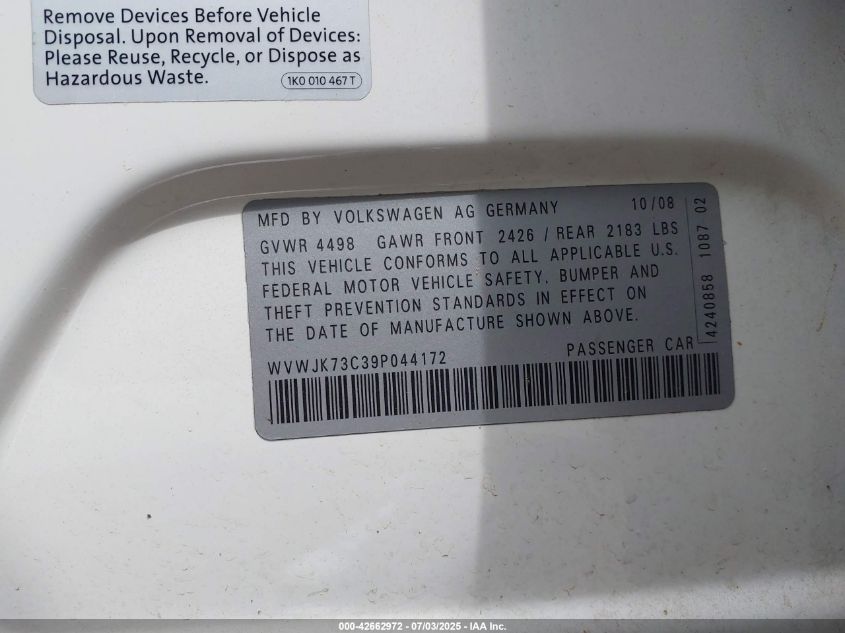 Remove Devices Before Vehicle
Disposal. Upon Removal of Devices:
Please Reuse, Recycle, or Dispose as
Hazardous Waste.
1K0 010 467 T
MFD BY VOLKSWAGEN AG GERMANY 10/08
GVWR 4498 GAWR FRONT 2426 / REAR 2183 LBS
THIS VEHICLE CONFORMS TO ALL APPLICABLE U.S.
FEDERAL MOTOR VEHICLE SAFETY, BUMPER AND
THEFT PREVENTION STANDARDS IN EFFECT ON
THE DATE OF MANUFACTURE SHOWN ABOVE.
4240858 1087 02
WVWJK73C39P044172 PASSENGER CAR
000-42662972 - 07/03/2025 - IAA Inc.